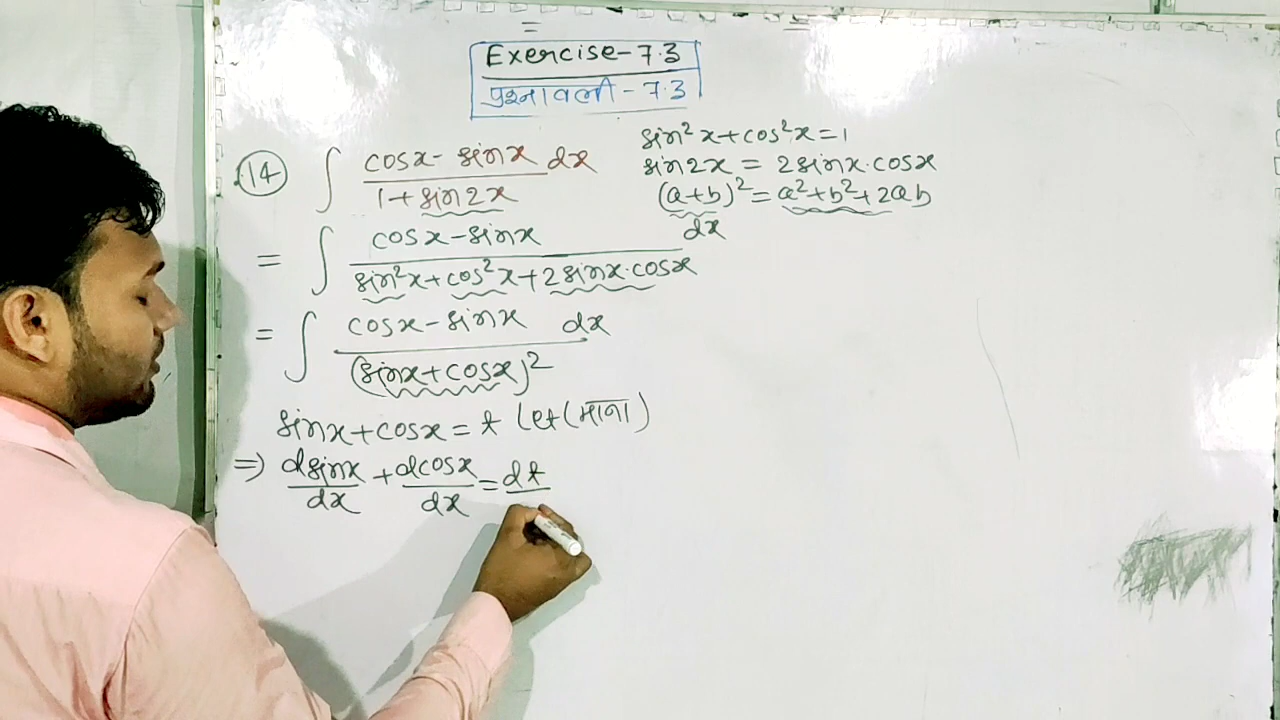 Exercise-7.3
प्रश्नावली-7.3
sin²x+cos²x=1
sin2x = 2sinx·cosx
(a+b)²=a²+b²+2ab
14 ∫ (cosx- sinx)/(1+sin2x) dx
= ∫ (cosx-sinx)/(sin²x+cos²x+2sinx·cosx) dx
= ∫ (cosx-sinx)/(sinx+cosx)² dx
sinx+cosx=t Let(माना)
⇒ dsinx/dx + dcosx/dx = dt